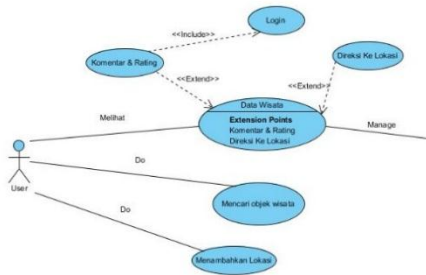 Login
<<Include>>
Komentar & Rating
Direksi Ke Lokasi
<<Extend>>
<<Extend>>
Data Wisata
Extension Points
Komentar & Rating
Direksi Ke Lokasi
Melihat
Manage
User
Do
Mencari objek wisata
Do
Menambahkan Lokasi